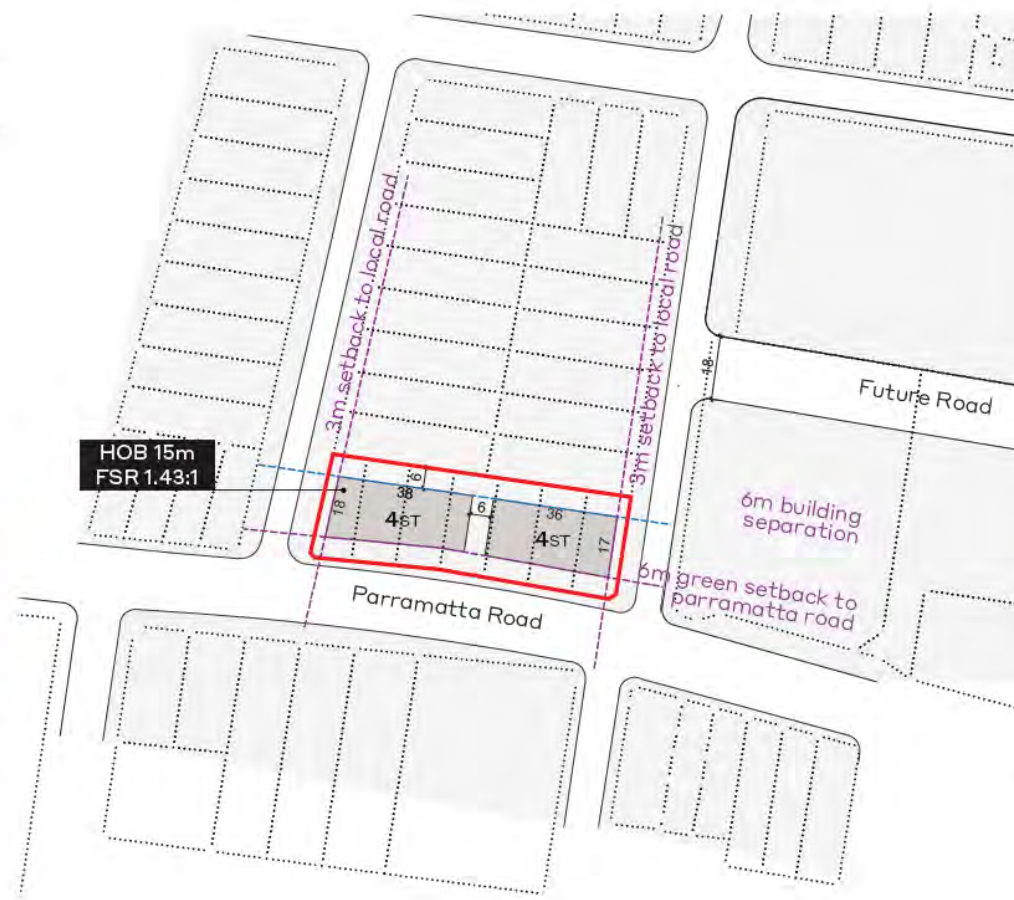 3m setback to local road
3m setback to local road
18
Future Road
HOB 15m
FSR 1.43:1
6
38
18
4ST
6
36
4ST
17
6m building
separation
6m green setback to
parramatta road
Parramatta Road